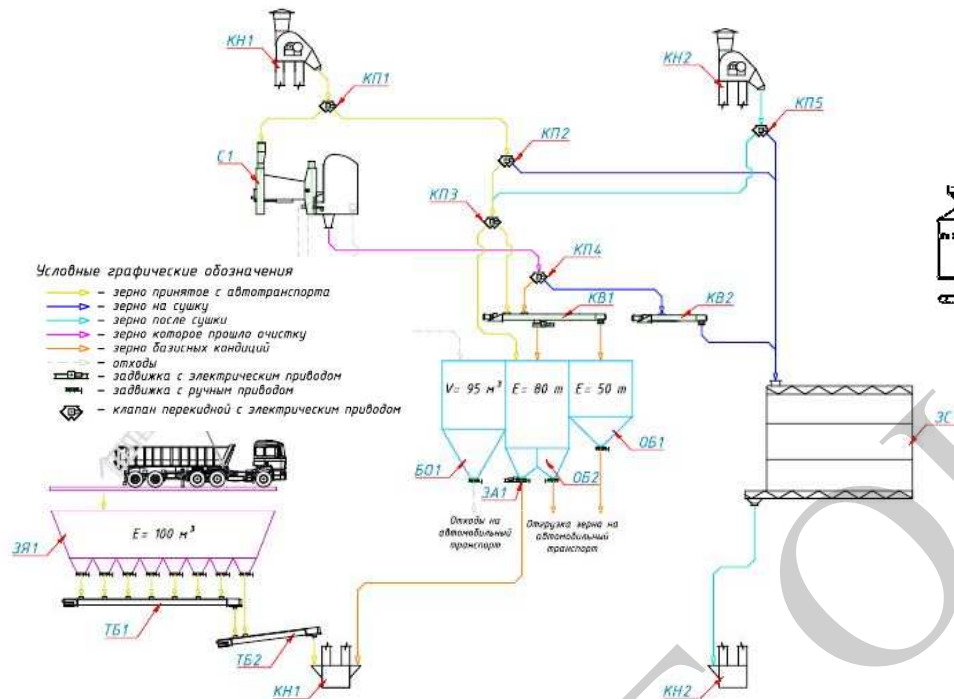 КН1
КН2
КП1
КП5
КП2
С1
КП3
КП4
Условные графические обозначения
– зерно принятое с автотранспорта
– зерно на сушку
– зерно после сушки
– зерно которое прошло очистку
– зерно базисных кондиций
– отходы
– задвижка с электрическим приводом
– задвижка с ручным приводом
– клапан перекидной с электрическим приводом
КВ1
КВ2
V= 95 м³
E= 80 т
E= 50 т
ЗС
ОБ1
БО1
ОБ2
ЗА1
Отходы на
автомобильный
транспорт
Отгрузка зерна на
автомобильный
транспорт
E= 100 м³
ЗЯ1
ТБ1
ТБ2
КН1
КН2